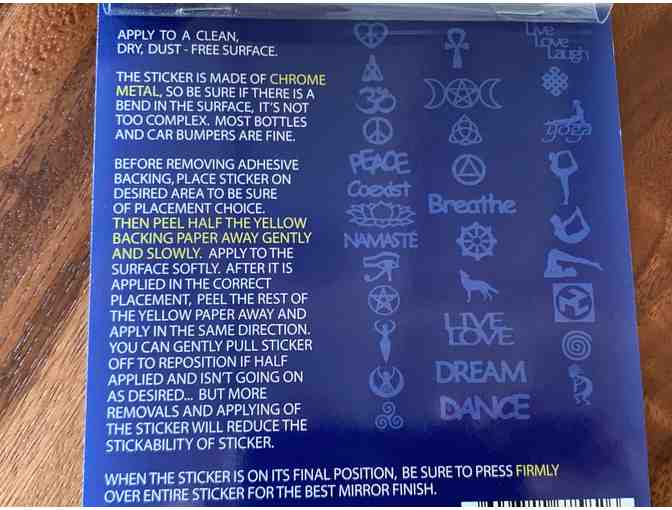 APPLY TO A CLEAN,
DRY, DUST - FREE SURFACE.
THE STICKER IS MADE OF CHROME
METAL, SO BE SURE IF THERE IS A
BEND IN THE SURFACE, IT'S NOT
TOO COMPLEX. MOST BOTTLES
AND CAR BUMPERS ARE FINE.
BEFORE REMOVING ADHESIVE
BACKING, PLACE STICKER ON
DESIRED AREA TO BE SURE
OF PLACEMENT CHOICE.
THEN PEEL HALF THE YELLOW
BACKING PAPER AWAY GENTLY
AND SLOWLY. APPLY TO THE
SURFACE SOFTLY. AFTER IT IS
APPLIED IN THE CORRECT
PLACEMENT, PEEL THE REST OF
THE YELLOW PAPER AWAY AND
APPLY IN THE SAME DIRECTION.
YOU CAN GENTLY PULL STICKER
OFF TO REPOSITION IF HALF
APPLIED AND ISN'T GOING ON
AS DESIRED... BUT MORE
REMOVALS AND APPLYING OF
THE STICKER WILL REDUCE THE
STICKABILITY OF STICKER.
WHEN THE STICKER IS ON ITS FINAL POSITION, BE SURE TO PRESS FIRMLY
OVER ENTIRE STICKER FOR THE BEST MIRROR FINISH.
PEACE
Coexist
NAMASTÉ
Breathe
LIVE
LOVE
DREAM
DANCE
Live
Love
Laugh
yoga